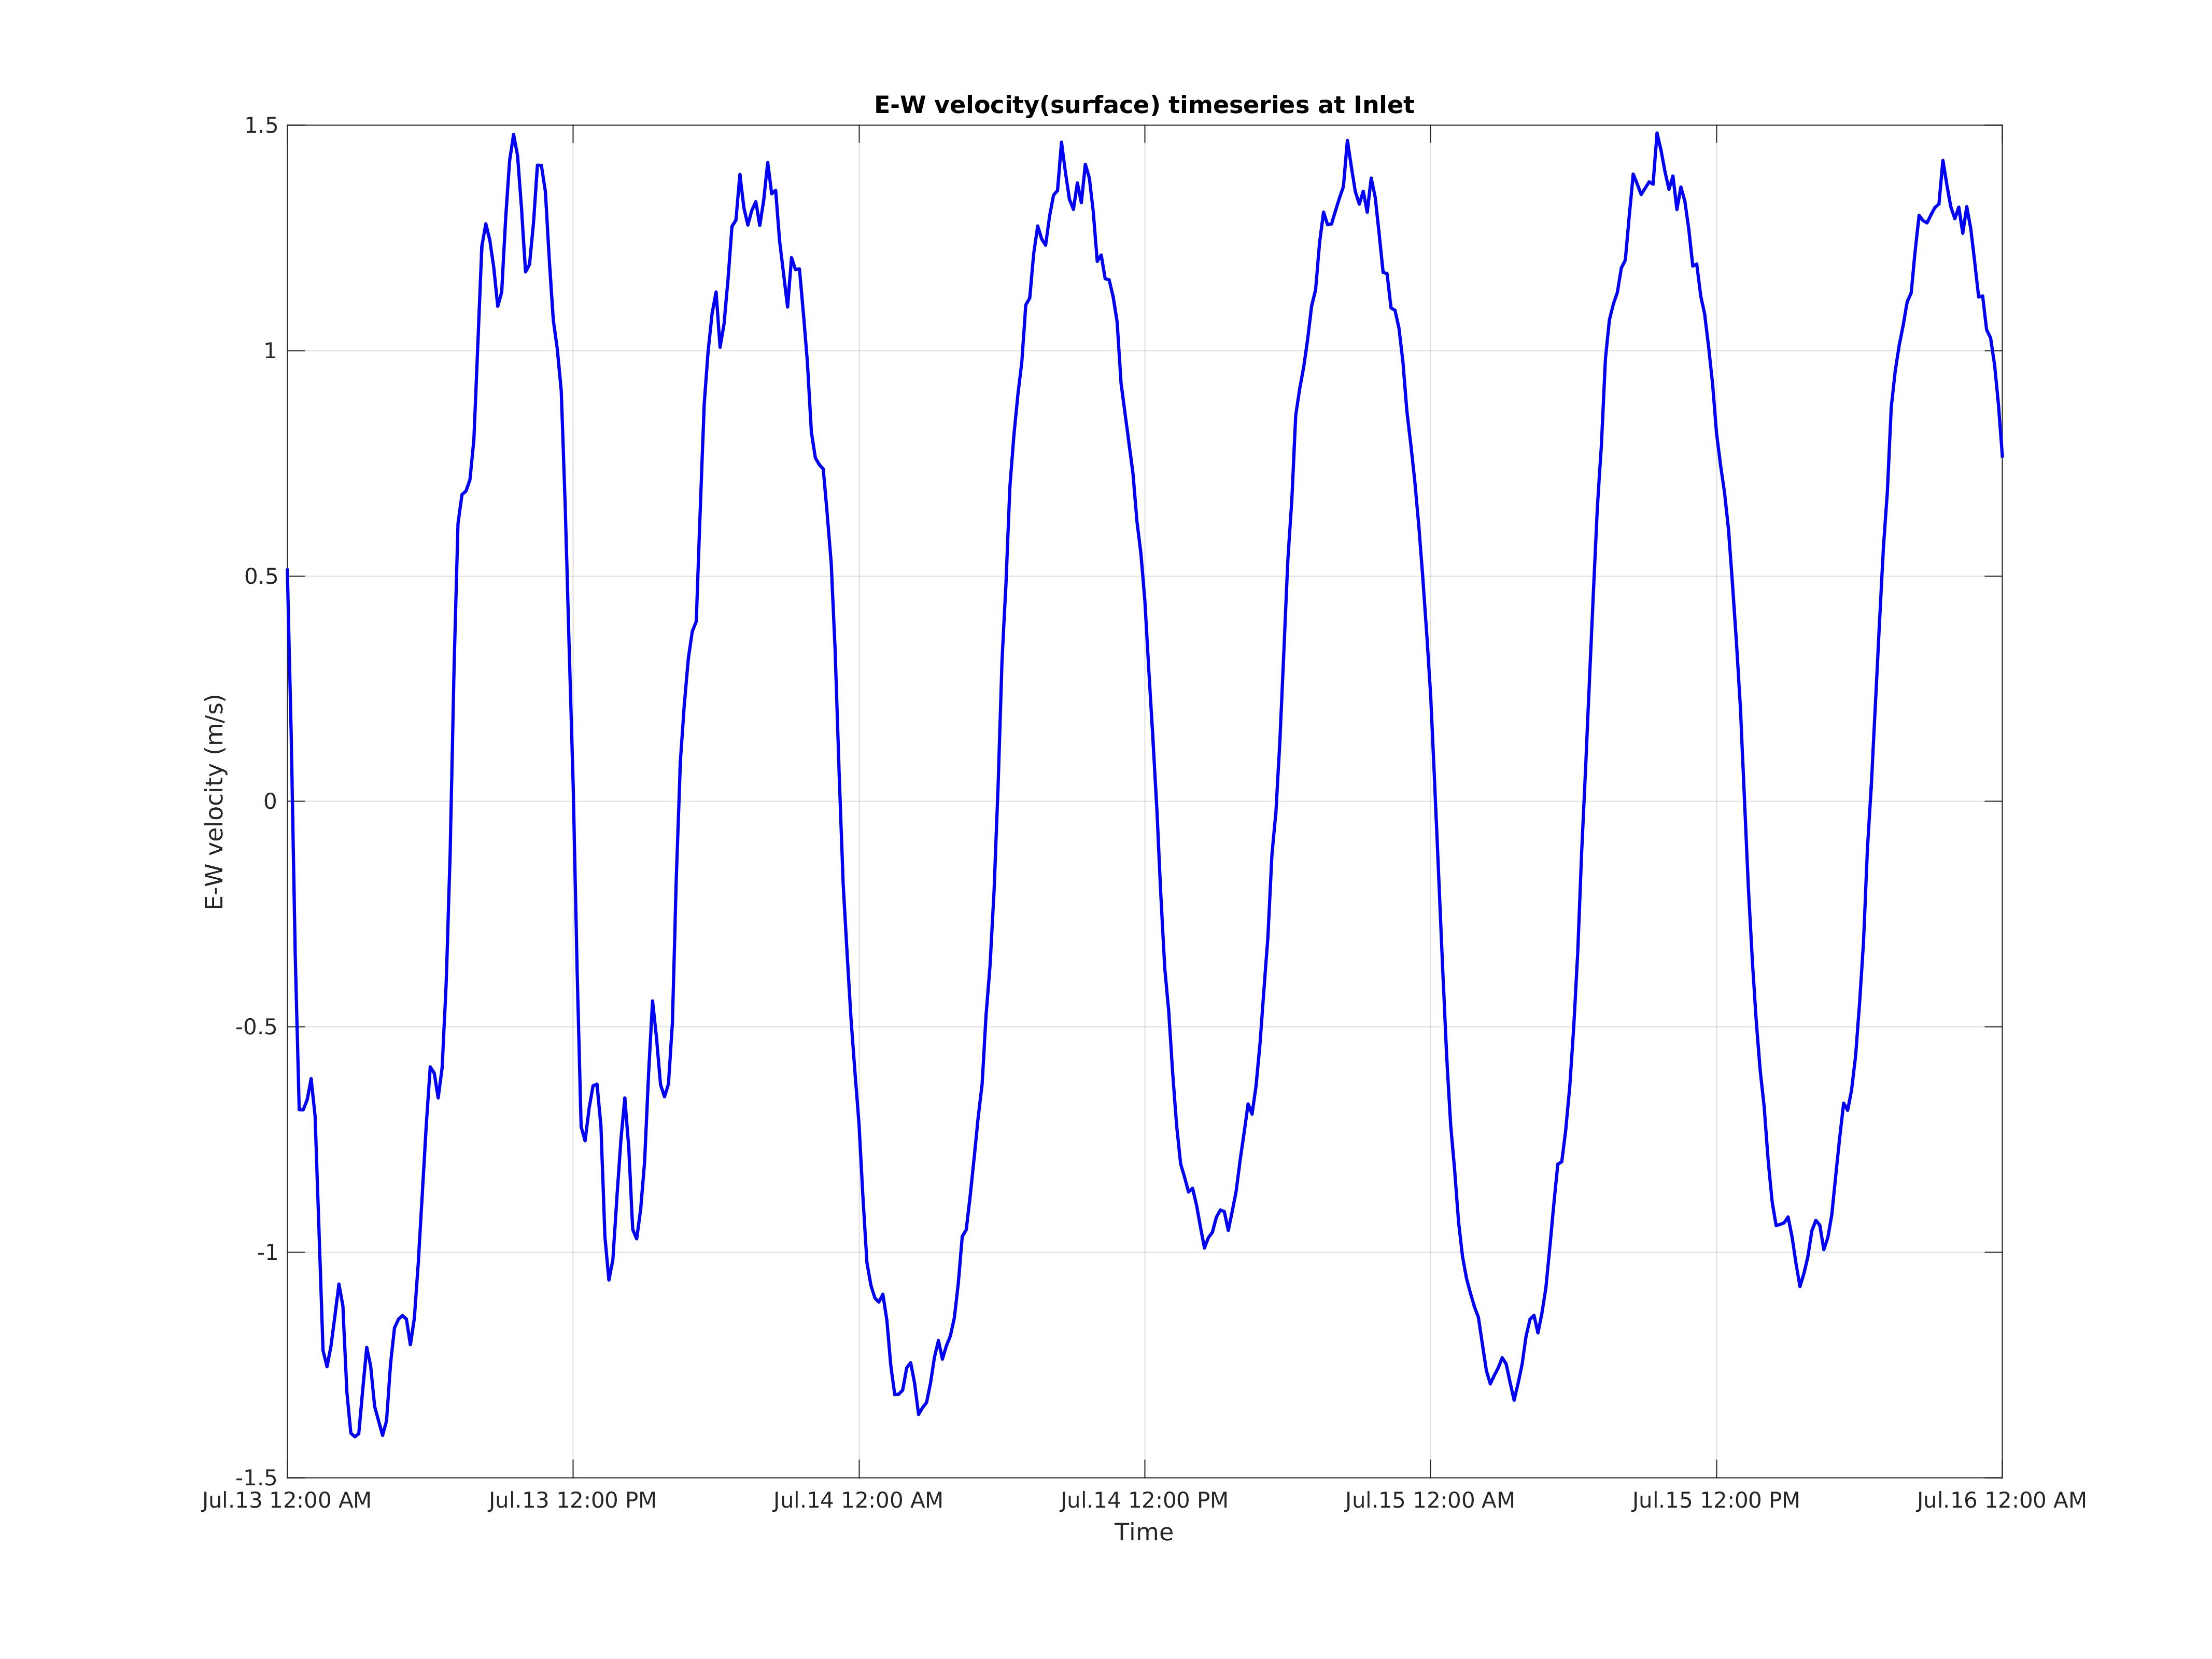 E-W velocity(surface) timeseries at Inlet
1.5
1
0.5
0
-0.5
-1
-1.5
E-W velocity (m/s)
Jul.13 12:00 AM Jul.13 12:00 PM Jul.14 12:00 AM Jul.14 12:00 PM Jul.15 12:00 AM Jul.15 12:00 PM Jul.16 12:00 AM
Time